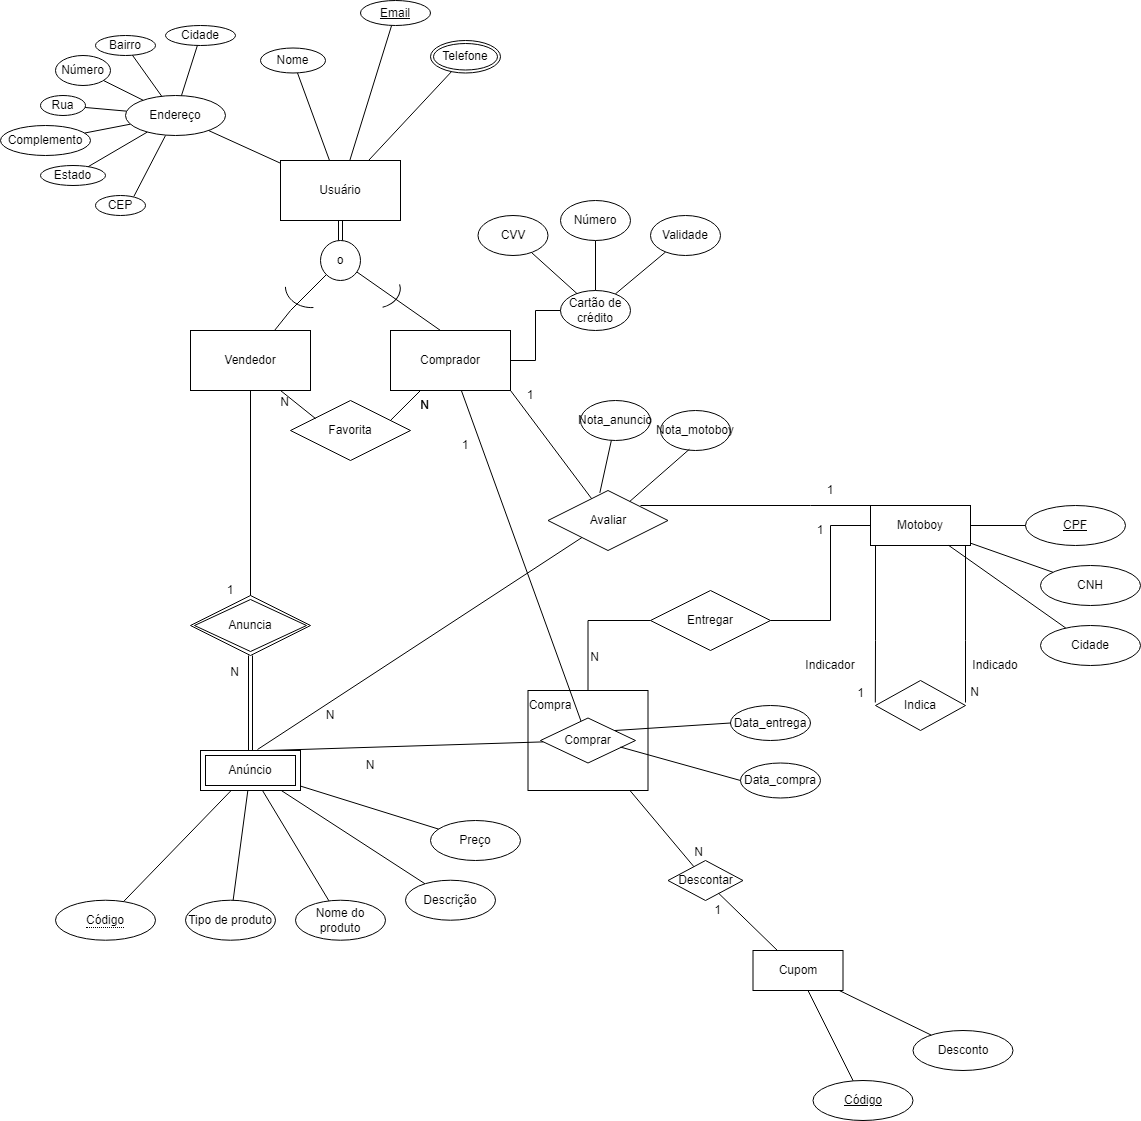 Email
Cidade
Bairro
Nome
Telefone
Número
Rua
Endereço
Complemento
Estado
CEP
Usuário
o
CVV
Número
Validade
Cartão de
crédito
Vendedor
Comprador
N
N
1
Favorita
1
Nota_anuncio
Nota_motoboy
1
Avaliar
1
Motoboy
CPF
CNH
Cidade
1
Anuncia
N
Entregar
N
Indicador
Indicado
1
N
Indica
Compra
N
Comprar
Data_entrega
N
Data_compra
Anúncio
Preço
Descrição
Código
Tipo de produto
Nome do
produto
N
Descontar
1
Cupom
Desconto
Código